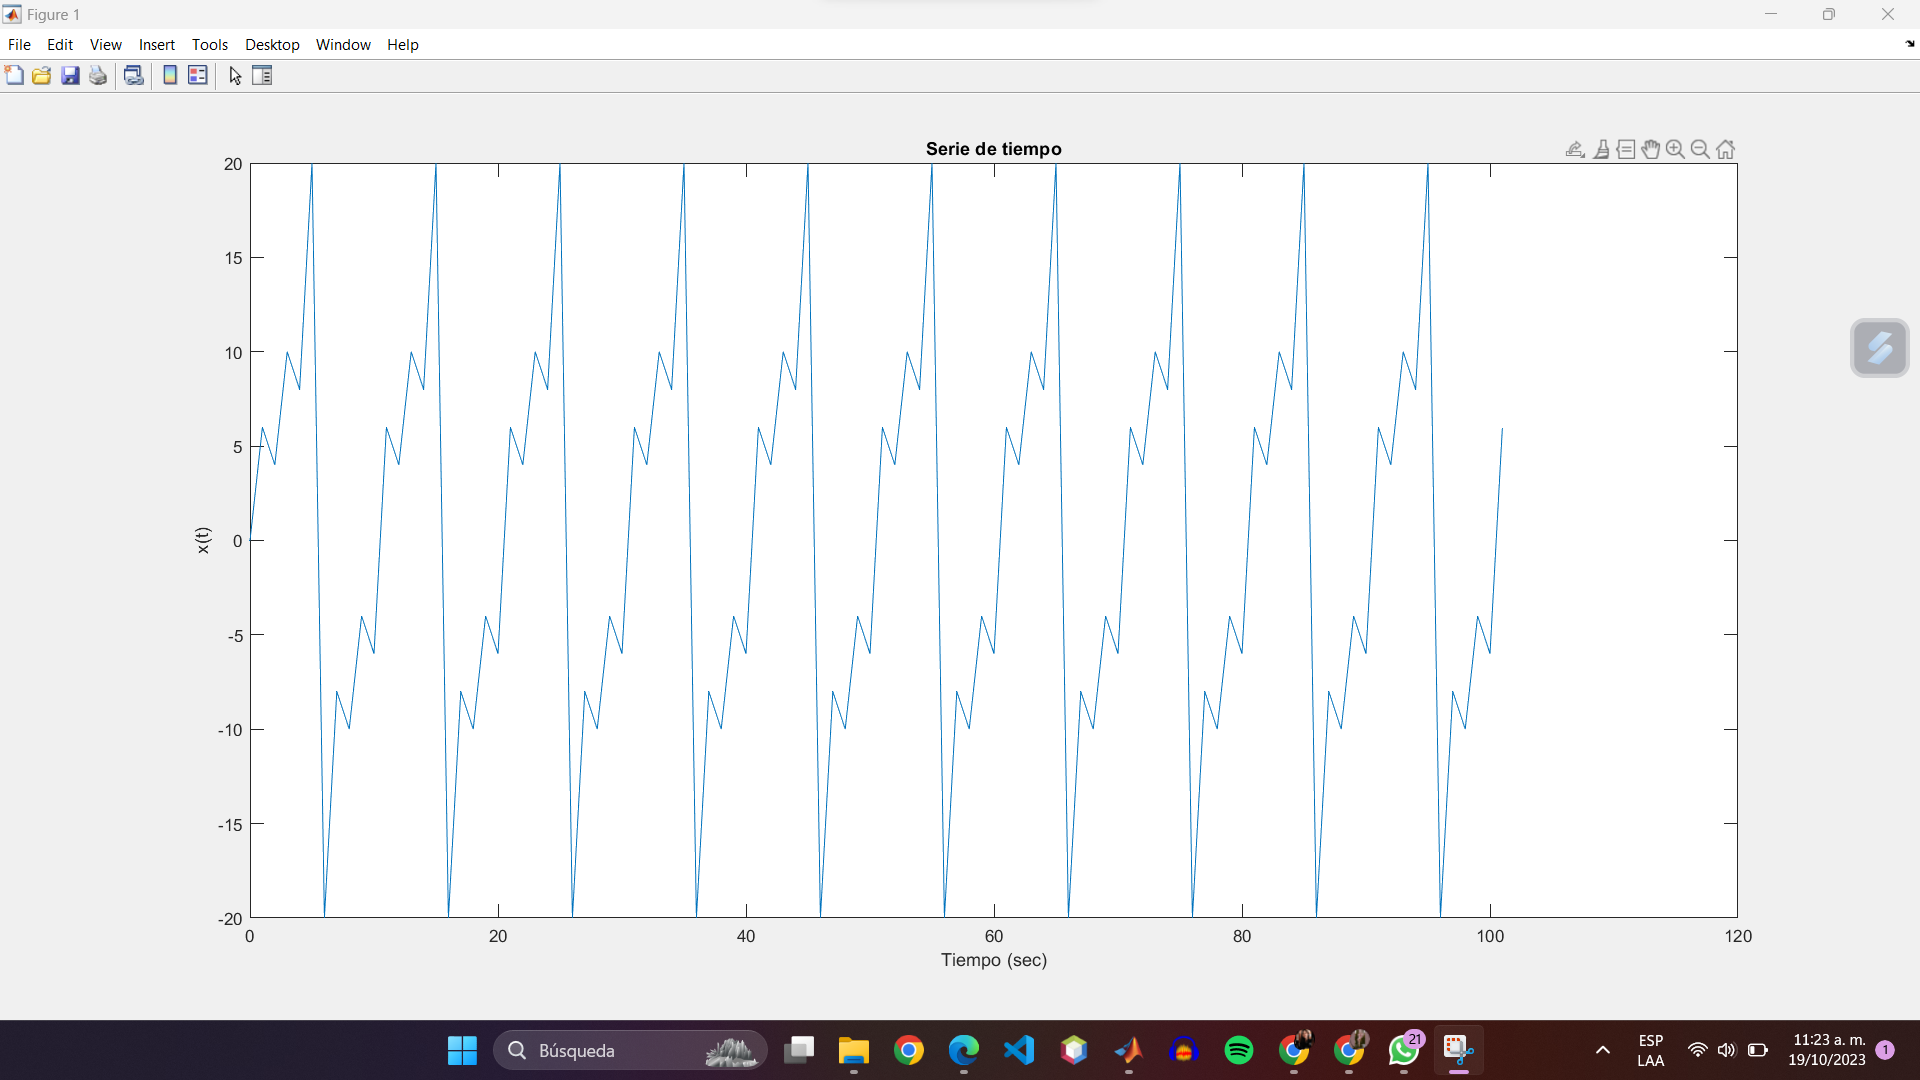 Figure 1
File Edit View Insert Tools Desktop Window Help
Serie de tiempo
20
15
10
5
0
-5
-10
-15
-20
x(t)
0 20 40 60 80 100 120
Tiempo (sec)
Búsqueda
21
ESP
LAA
11:23 a. m.
19/10/2023
1